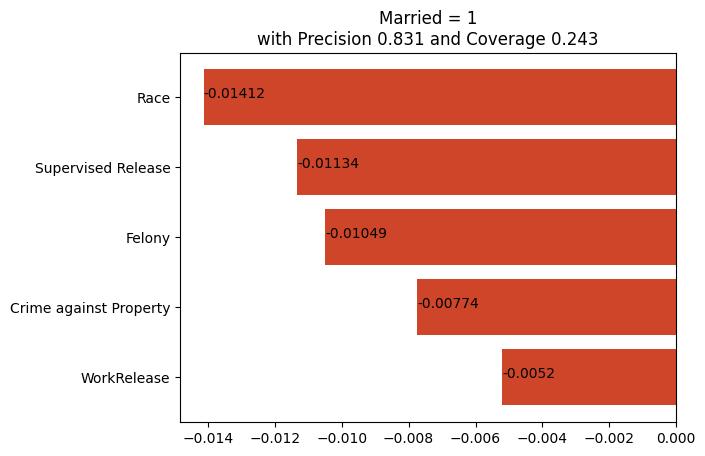 Married = 1
with Precision 0.831 and Coverage 0.243
Race
-0.01412
Supervised Release
-0.01134
Felony
-0.01049
Crime against Property
-0.00774
WorkRelease
-0.0052
−0.014 −0.012 −0.010 −0.008 −0.006 −0.004 −0.002 0.000